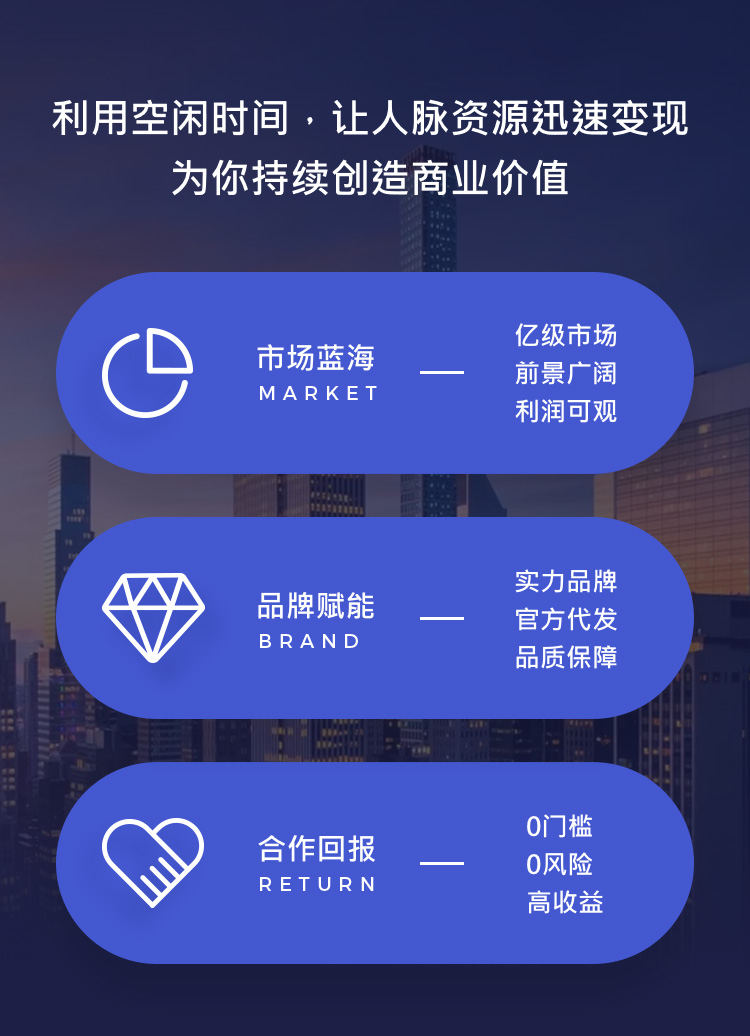 利用空闲时间，让人脉资源迅速变现
为你持续创造商业价值
市场蓝海
MARKET
亿级市场
前景广阔
利润可观
品牌赋能
BRAND
实力品牌
官方代发
品质保障
合作回报
RETURN
0门槛
0风险
高收益